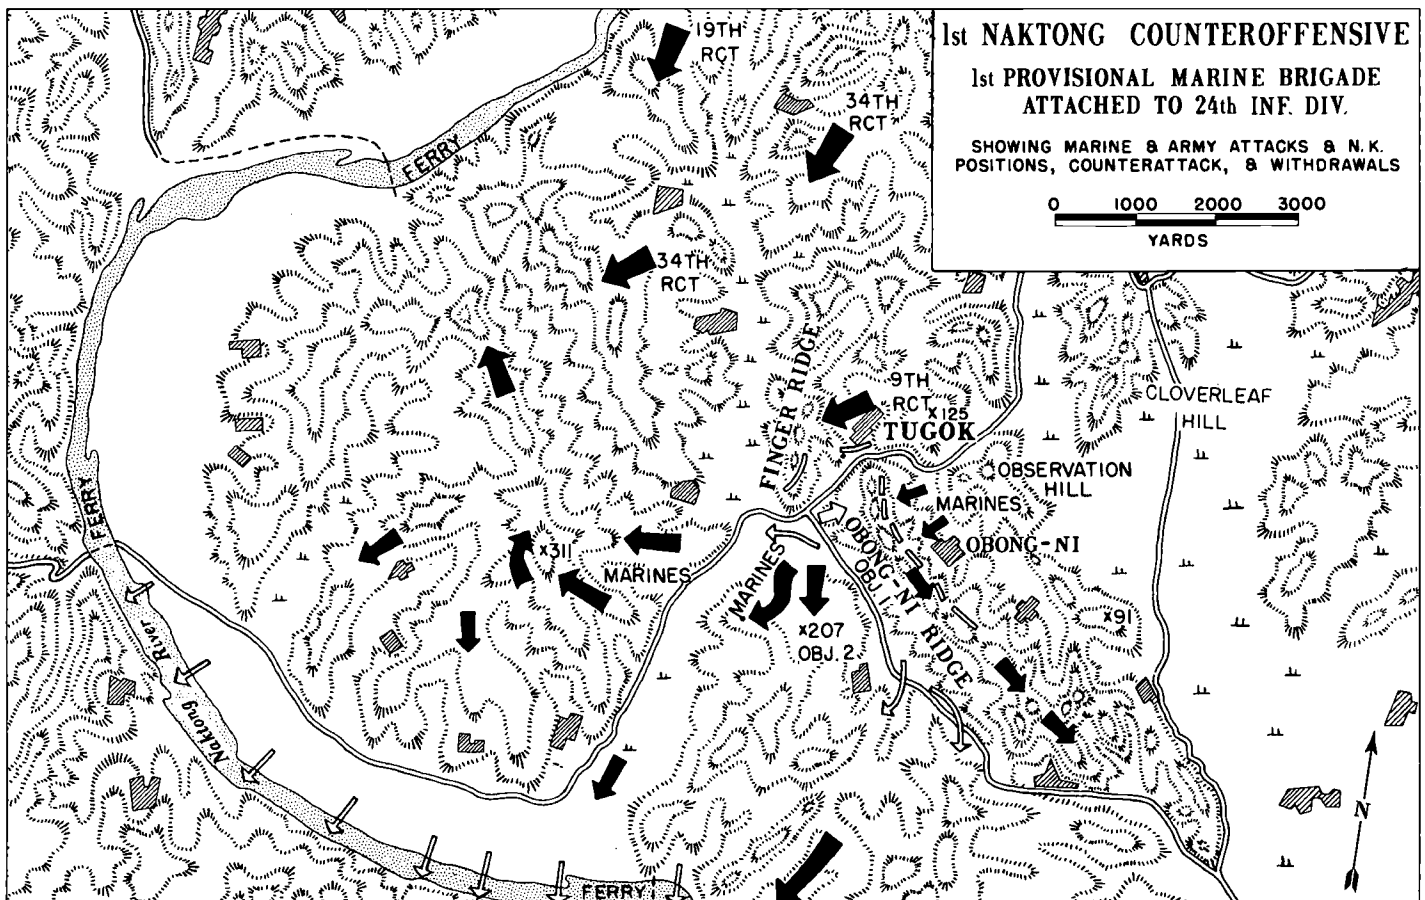 1st NAKTONG COUNTEROFFENSIVE
1st PROVISIONAL MARINE BRIGADE
ATTACHED TO 24th INF. DIV.
SHOWING MARINE & ARMY ATTACKS & N.K.
POSITIONS, COUNTERATTACK, & WITHDRAWALS
0 1000 2000 3000
YARDS
19TH
RCT
34TH
RCT
FERRY
34TH
RCT
FINGER RIDGE
9TH
RCT
x125
TUGOK
CLOVERLEAF
HILL
OBSERVATION
HILL
MARINES
OBONG-NI
OBONG-NI RIDGE
OBJ. 1.
FERRY
x311
MARINES
MARINES
x207
OBJ. 2.
x91
Naktong River
FERRY
N